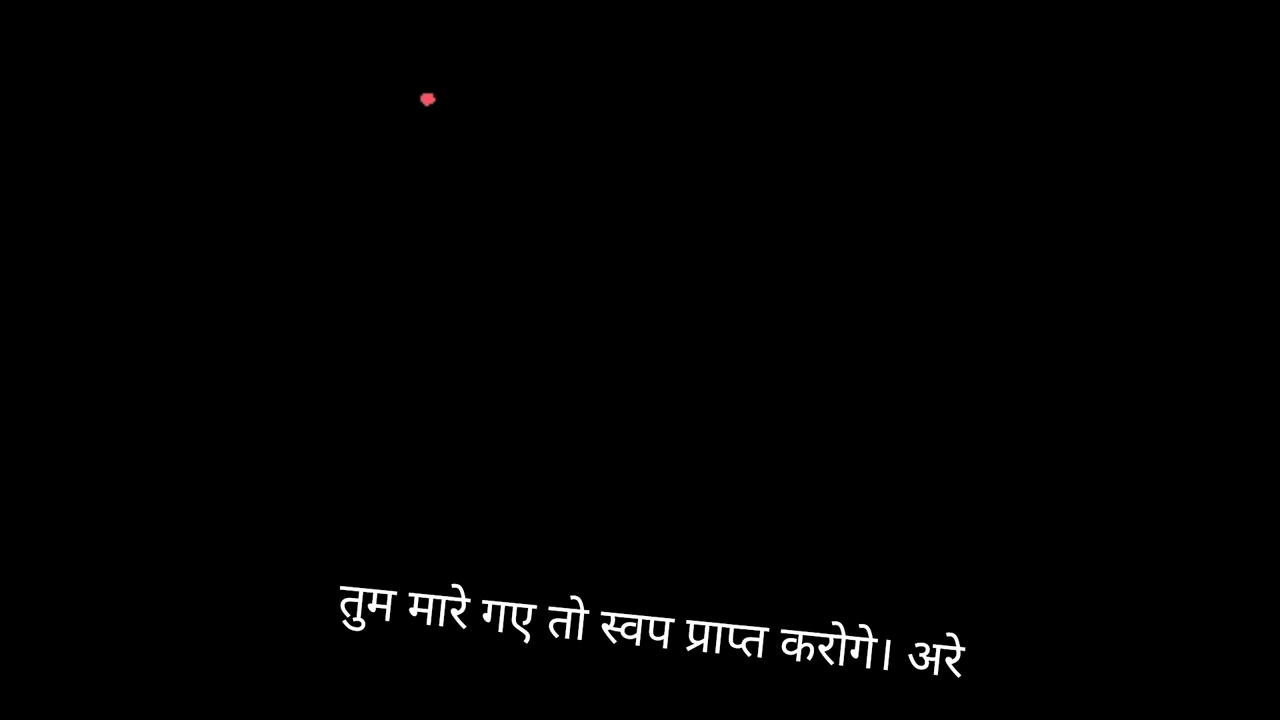 तुम मारे गए तो स्वप प्राप्त करोगे। अरे